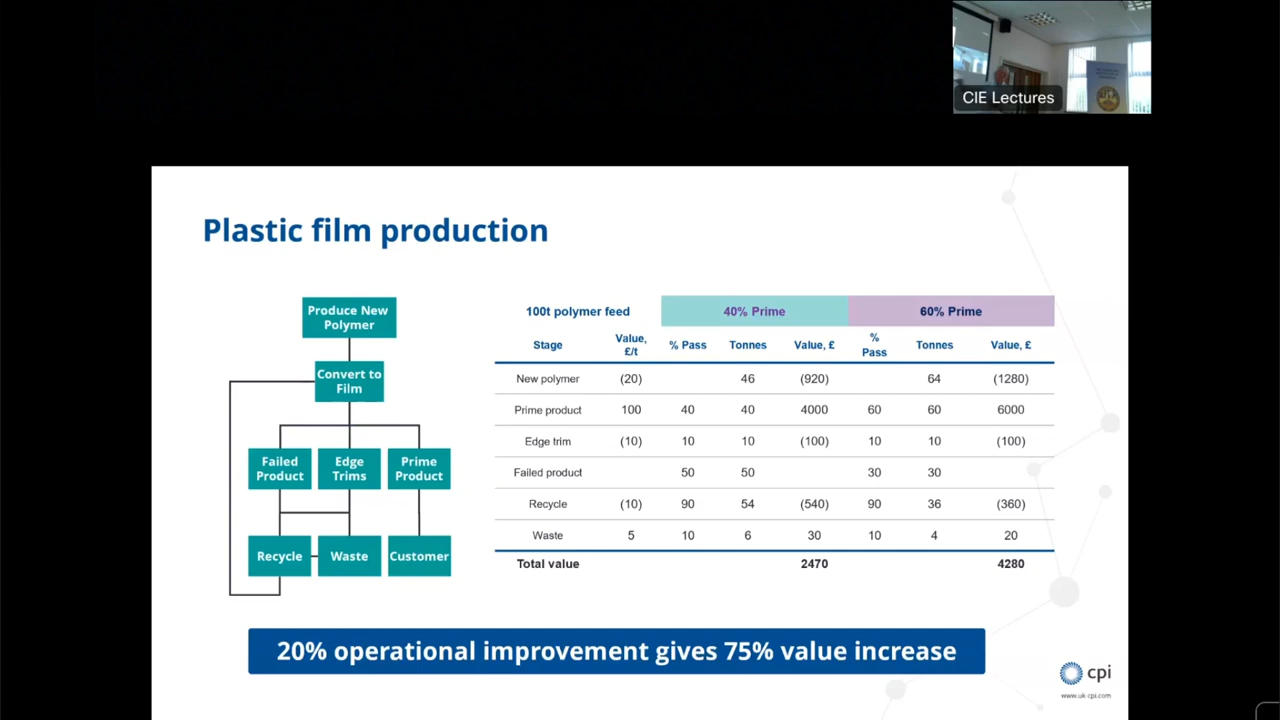 CIE Lectures
Plastic film production
Produce New
Polymer
Convert to
Film
Failed
Product
Edge
Trims
Prime
Product
Recycle
Waste
Customer
100t polymer feed 40% Prime 60% Prime
Stage Value, £/t % Pass Tonnes Value, £ % Pass Tonnes Value, £
New polymer (20) 46 (920) 64 (1280)
Prime product 100 40 40 4000 60 60 6000
Edge trim (10) 10 10 (100) 10 10 (100)
Failed product 50 50 30 30
Recycle (10) 90 54 (540) 90 36 (360)
Waste 5 10 6 30 10 4 20
Total value 2470 4280
20% operational improvement gives 75% value increase
cpi
www.uk-cpi.com